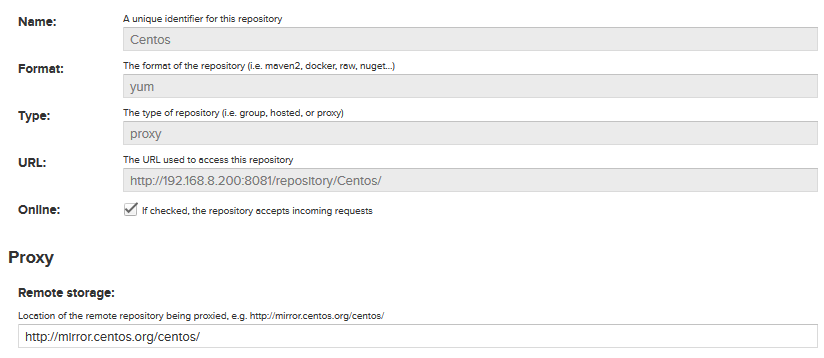 Name:
A unique identifier for this repository
Centos
Format:
The format of the repository (i.e. maven2, docker, raw, nuget...)
yum
Type:
The type of repository (i.e. group, hosted, or proxy)
proxy
URL:
The URL used to access this repository
http://192.168.8.200:8081/repository/Centos/
Online:
If checked, the repository accepts incoming requests
Proxy
Remote storage:
Location of the remote repository being proxied, e.g. http://mirror.centos.org/centos/
http://mirror.centos.org/centos/